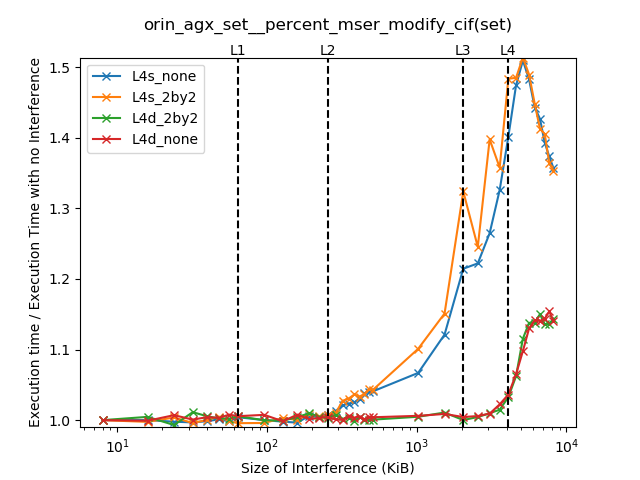 orin_agx_set__percent_mser_modify_cif(set)
L1 L2 L3 L4
L4s_none
L4s_2by2
L4d_2by2
L4d_none
Execution time / Execution Time with no Interference
1.5
1.4
1.3
1.2
1.1
1.0
10¹ 10² 10³ 10⁴
Size of Interference (KiB)